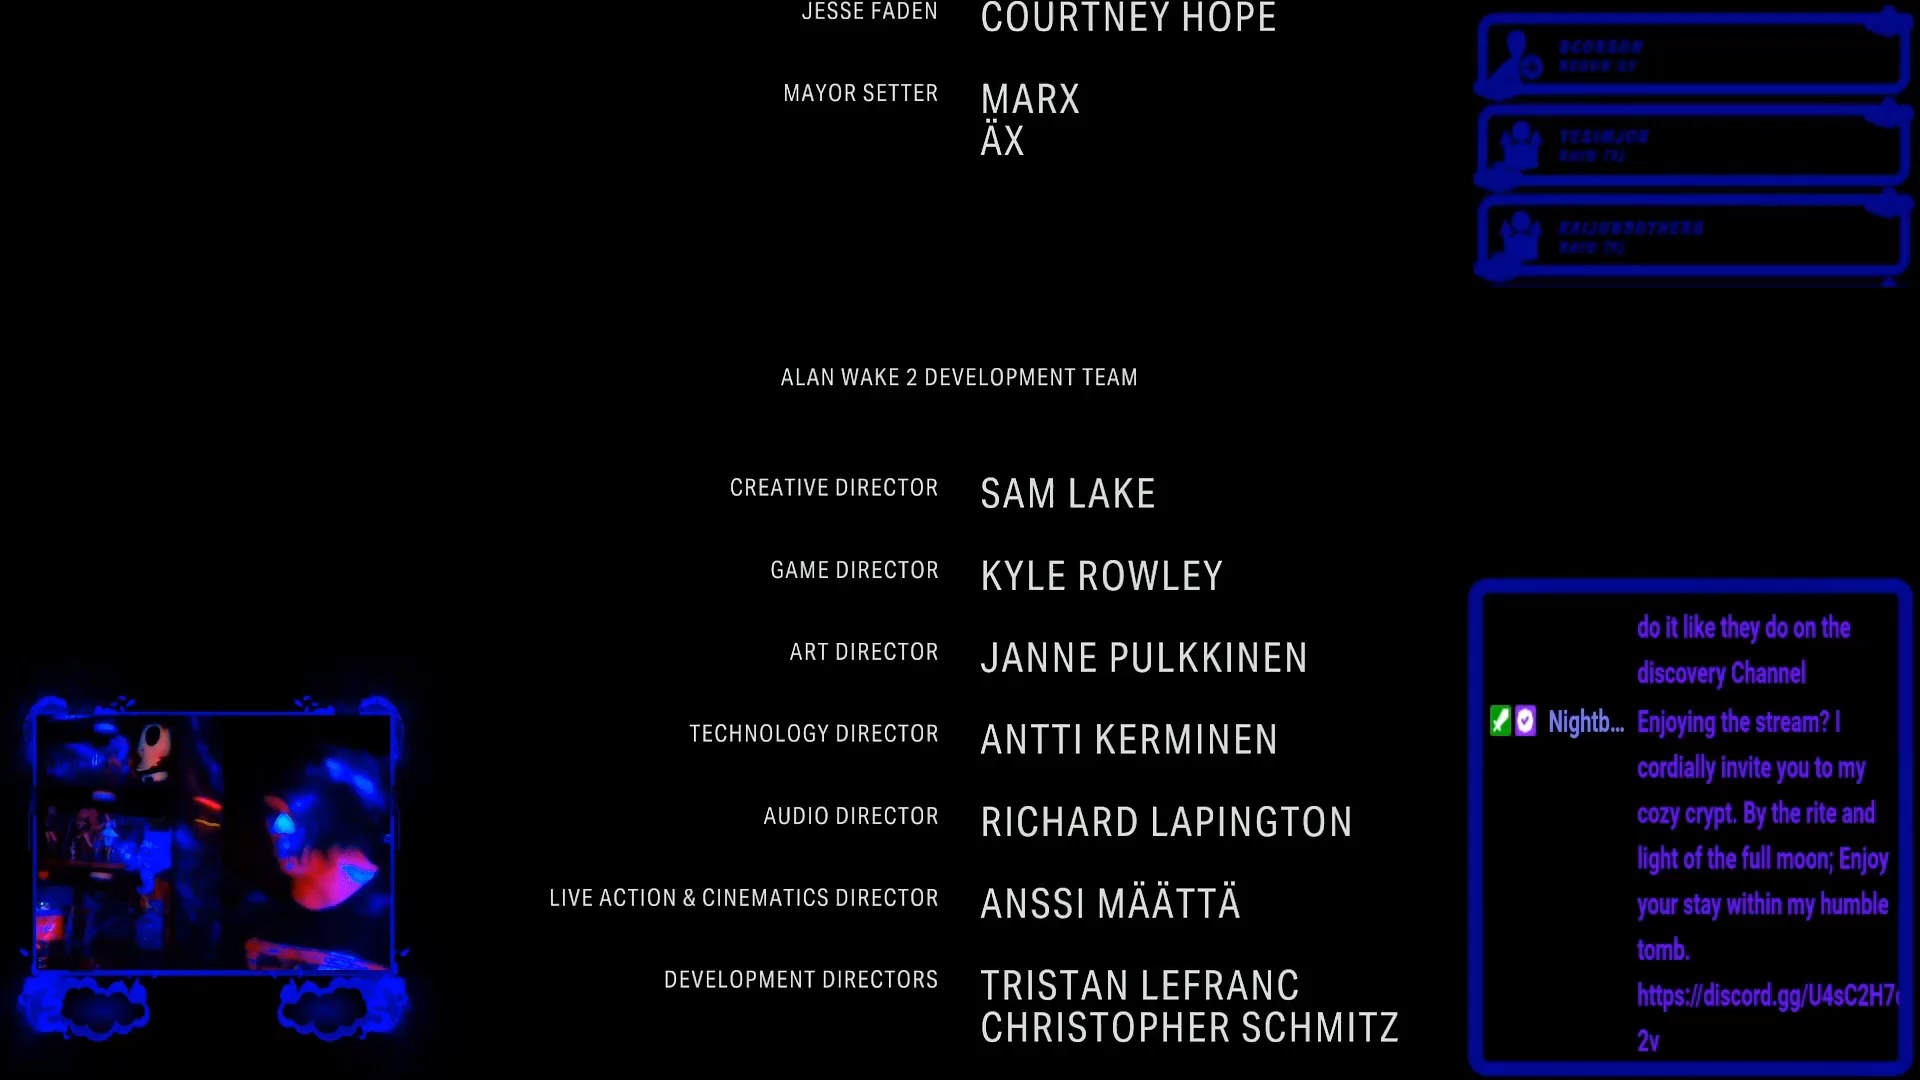 JESSE FADEN COURTNEY HOPE
MAYOR SETTER MARX
ÄX
ALAN WAKE 2 DEVELOPMENT TEAM
CREATIVE DIRECTOR SAM LAKE
GAME DIRECTOR KYLE ROWLEY
ART DIRECTOR JANNE PULKKINEN
TECHNOLOGY DIRECTOR ANTTI KERMINEN
AUDIO DIRECTOR RICHARD LAPINGTON
LIVE ACTION & CINEMATICS DIRECTOR ANSSI MÄÄTTÄ
DEVELOPMENT DIRECTORS TRISTAN LEFRANC
CHRISTOPHER SCHMITZ
do it like they do on the
discovery Channel
Nightb... Enjoying the stream? I
cordially invite you to my
cozy crypt. By the rite and
light of the full moon; Enjoy
your stay within my humble
tomb.
https://discord.gg/U4sC2H7
2v